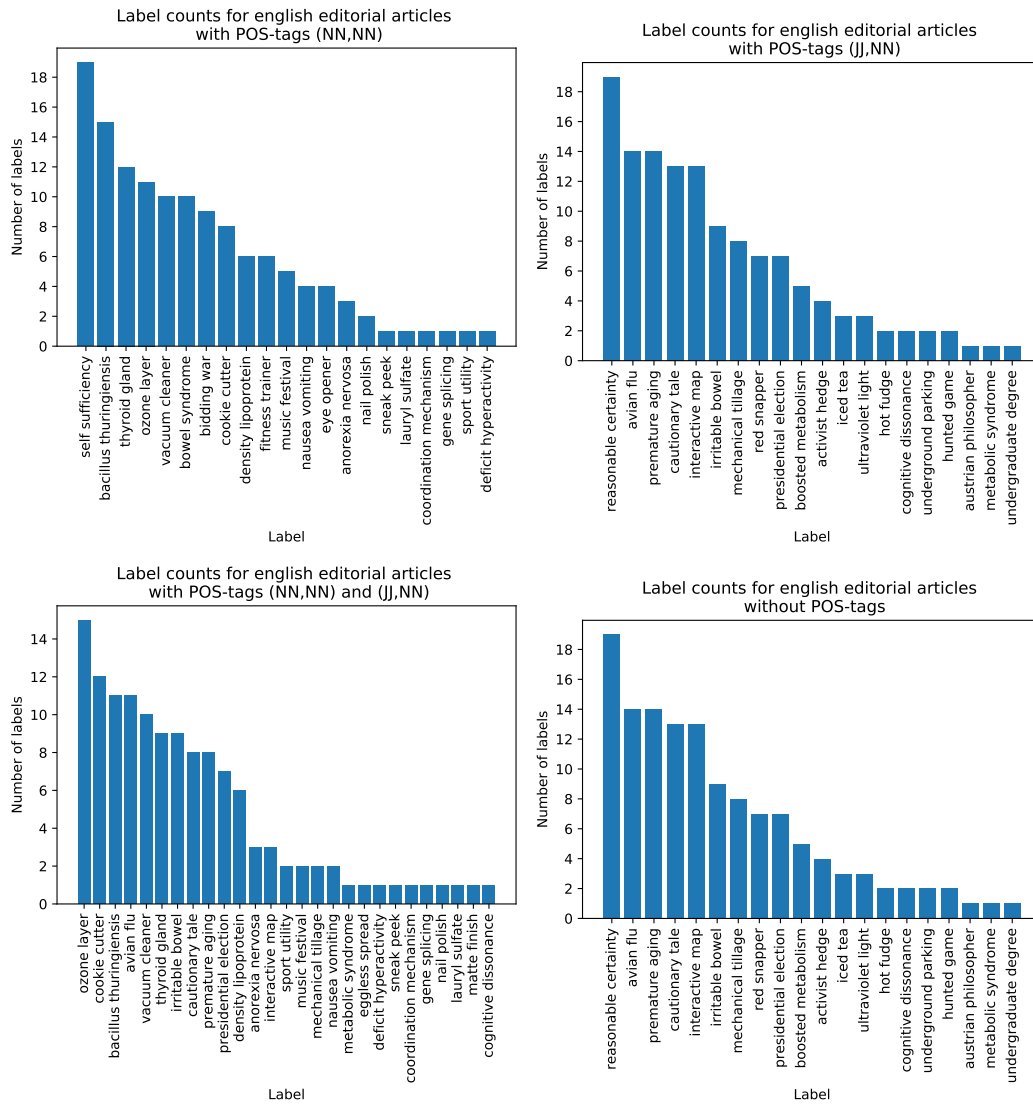 Label counts for english editorial articles
with POS-tags (NN,NN)
Number of labels
18
16
14
12
10
8
6
4
2
0
self sufficiency
bacillus thuringiensis
thyroid gland
ozone layer
vacuum cleaner
bowel syndrome
bidding war
cookie cutter
density lipoprotein
fitness trainer
music festival
nausea vomiting
eye opener
anorexia nervosa
nail polish
sneak peek
lauryl sulfate
coordination mechanism
gene splicing
sport utility
deficit hyperactivity
Label
Label counts for english editorial articles
with POS-tags (JJ,NN)
Number of labels
18
16
14
12
10
8
6
4
2
0
reasonable certainty
avian flu
premature aging
cautionary tale
interactive map
irritable bowel
mechanical tillage
red snapper
presidential election
boosted metabolism
activist hedge
iced tea
ultraviolet light
hot fudge
cognitive dissonance
underground parking
hunted game
austrian philosopher
metabolic syndrome
undergraduate degree
Label
Label counts for english editorial articles
with POS-tags (NN,NN) and (JJ,NN)
Number of labels
14
12
10
8
6
4
2
0
ozone layer
cookie cutter
bacillus thuringiensis
avian flu
vacuum cleaner
thyroid gland
irritable bowel
cautionary tale
premature aging
presidential election
density lipoprotein
anorexia nervosa
interactive map
sport utility
music festival
mechanical tillage
nausea vomiting
metabolic syndrome
eggless spread
deficit hyperactivity
sneak peek
coordination mechanism
gene splicing
nail polish
lauryl sulfate
matte finish
cognitive dissonance
Label
Label counts for english editorial articles
without POS-tags
Number of labels
18
16
14
12
10
8
6
4
2
0
reasonable certainty
avian flu
premature aging
cautionary tale
interactive map
irritable bowel
mechanical tillage
red snapper
presidential election
boosted metabolism
activist hedge
iced tea
ultraviolet light
hot fudge
cognitive dissonance
underground parking
hunted game
austrian philosopher
metabolic syndrome
undergraduate degree
Label